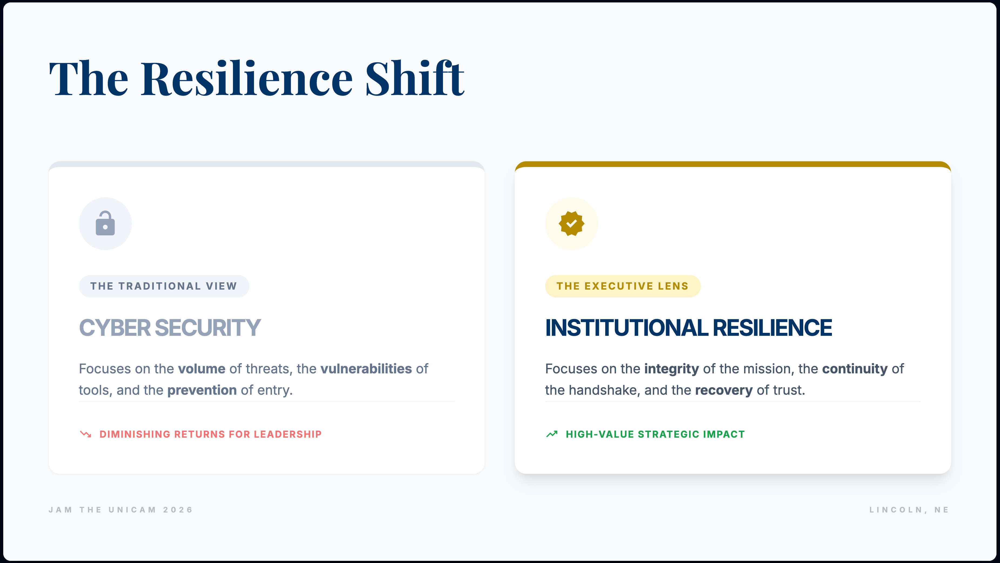 The Resilience Shift
THE TRADITIONAL VIEW
CYBER SECURITY
Focuses on the volume of threats, the vulnerabilities of
tools, and the prevention of entry.
DIMINISHING RETURNS FOR LEADERSHIP
THE EXECUTIVE LENS
INSTITUTIONAL RESILIENCE
Focuses on the integrity of the mission, the continuity of
the handshake, and the recovery of trust.
HIGH-VALUE STRATEGIC IMPACT
JAM THE UNICAM 2026
LINCOLN, NE